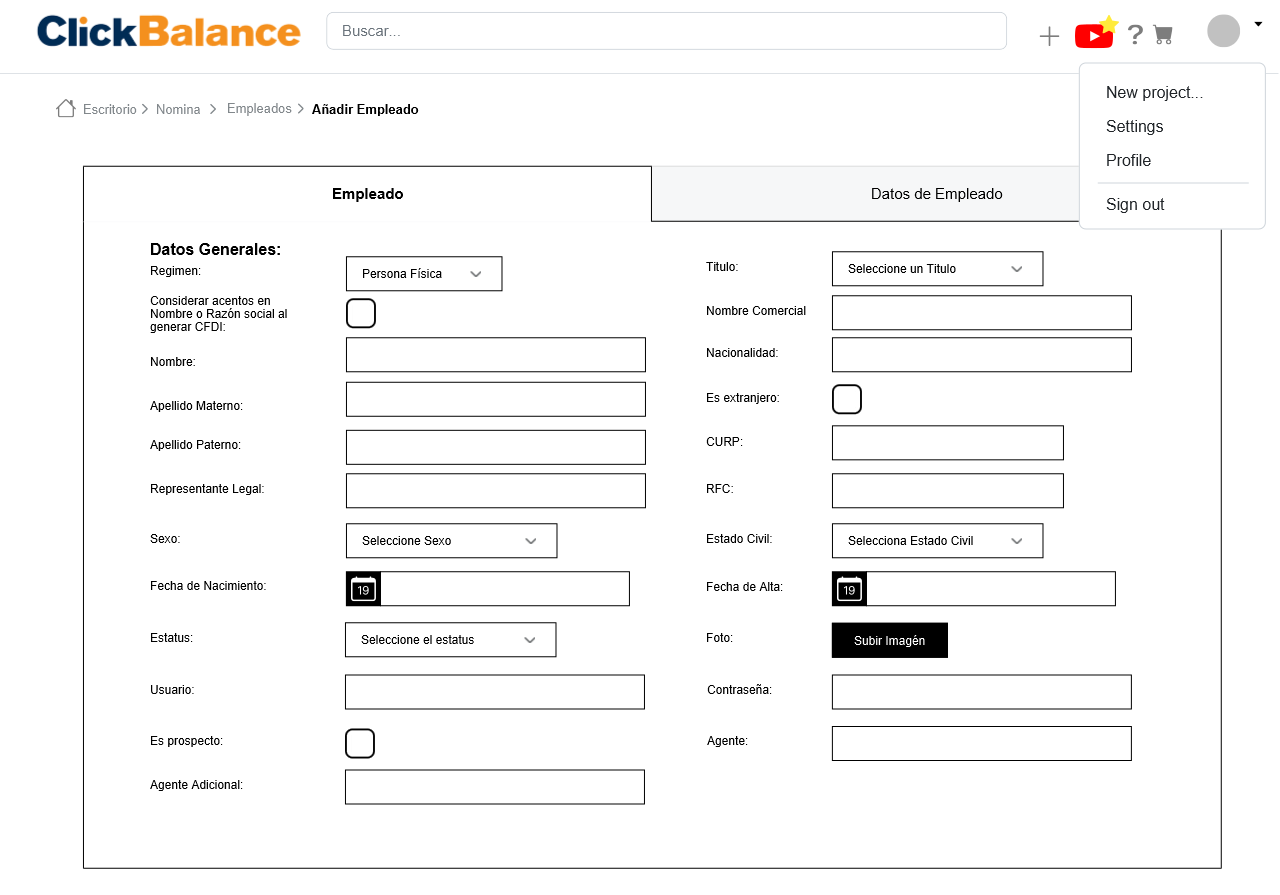 ClickBalance
Buscar...
?
New project...
Settings
Profile
Sign out
Escritorio
Nomina
Empleados
Añadir Empleado
Empleado
Datos de Empleado
Datos Generales:
Regimen:
Persona Física
Considerar acentos en
Nombre o Razón social al
generar CFDI:
Nombre:
Apellido Materno:
Apellido Paterno:
Representante Legal:
Sexo:
Seleccione Sexo
Fecha de Nacimiento:
19
Estatus:
Seleccione el estatus
Usuario:
Es prospecto:
Agente Adicional:
Titulo:
Seleccione un Titulo
Nombre Comercial
Nacionalidad:
Es extranjero:
CURP:
RFC:
Estado Civil:
Selecciona Estado Civil
Fecha de Alta:
19
Foto:
Subir Imagén
Contraseña:
Agente: